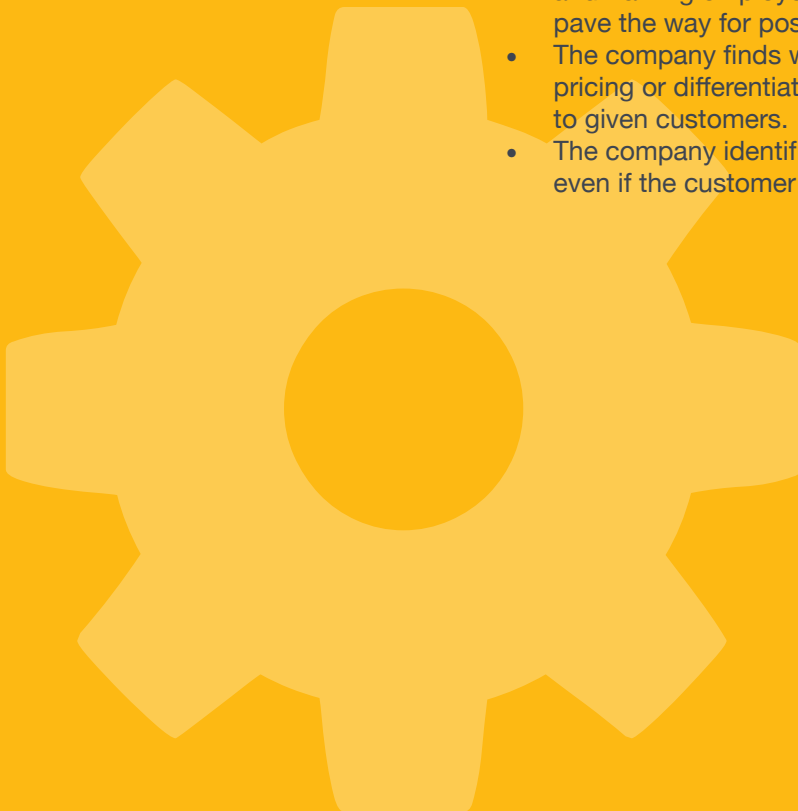 pave the way for pos
• The company finds w
pricing or differentiat
to given customers.
• The company identif
even if the customer